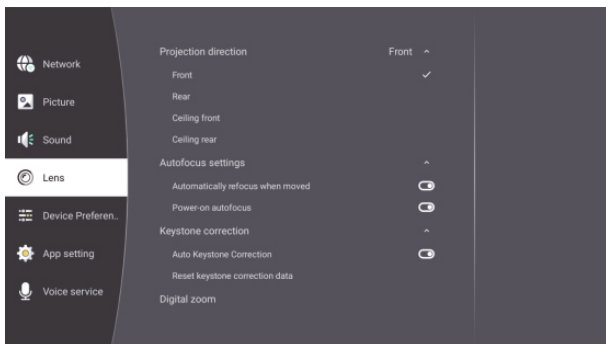 Network
Picture
Sound
Lens
Device Preferen..
App setting
Voice service
Projection direction Front
Front
Rear
Ceiling front
Ceiling rear
Autofocus settings
Automatically refocus when moved
Power-on autofocus
Keystone correction
Auto Keystone Correction
Reset keystone correction data
Digital zoom